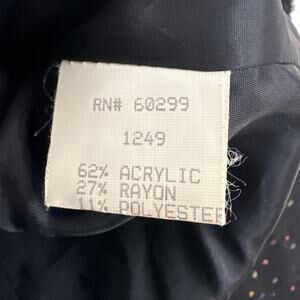 RN# 60299
1249
62% ACRYLIC
27% RAYON
11% POLYESTER